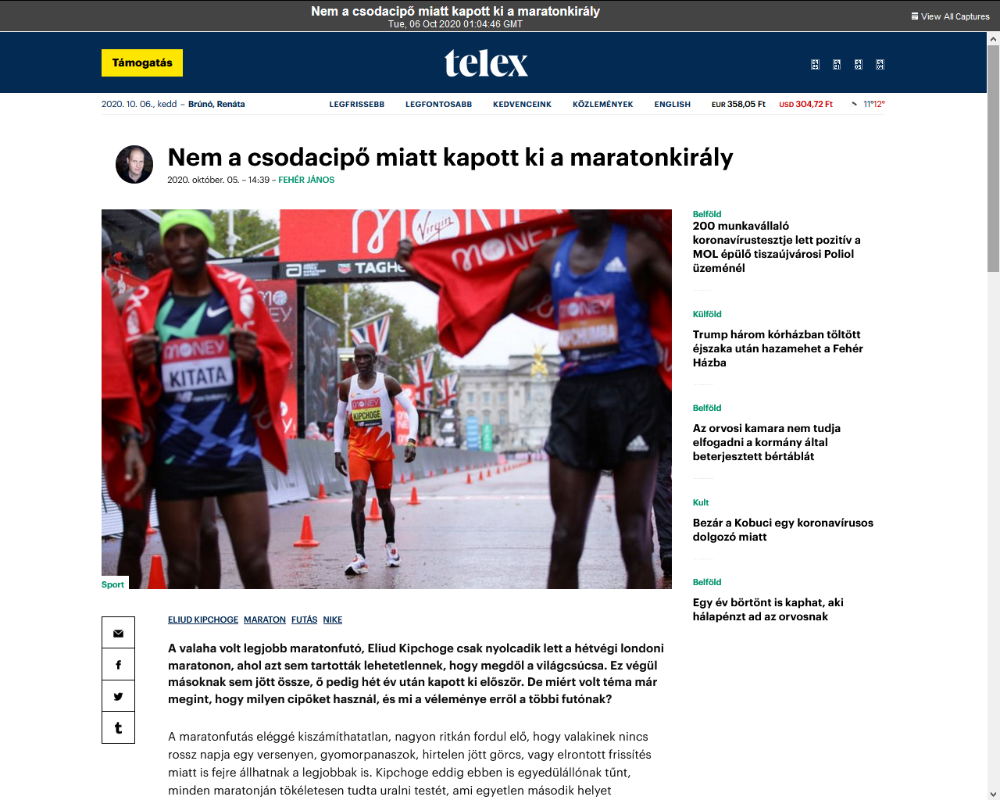 Nem a csodacipő miatt kapott ki a maratonkirály
Tue, 06 Oct 2020 01:04:46 GMT
View All Captures
Támogatás
telex
2020. 10. 06., kedd – Brúnó, Renáta
LEGFRISSEBB LEGFONTOSABB KEDVENCEINK KÖZLEMÉNYEK ENGLISH EUR 358,05 Ft USD 304,72 Ft 11°12°
Nem a csodacipő miatt kapott ki a maratonkirály
2020. október. 05. – 14:39 – FEHÉR JÁNOS
Virgin
MONEY
TAG
MONEY
KITATA
MONEY
KIPCHOGE
MONEY
KIPCHUMBA
Sport
Belföld
200 munkavállaló
koronavírustesztje lett pozitív a
MOL épülő tiszaújvárosi Poliol
üzeménél
Külföld
Trump három kórházban töltött
éjszaka után hazamehet a Fehér
Házba
Belföld
Az orvosi kamara nem tudja
elfogadni a kormány által
beterjesztett bértáblát
Kult
Bezár a Kobuci egy koronavírusos
dolgozó miatt
Belföld
Egy év börtönt is kaphat, aki
hálapénzt ad az orvosnak
ELIUD KIPCHOGE MARATON FUTÁS NIKE
A valaha volt legjobb maratonfutó, Eliud Kipchoge csak nyolcadik lett a hétvégi londoni
maratonon, ahol azt sem tartották lehetetlennek, hogy megdől a világcsúcsa. Ez végül
másoknak sem jött össze, ő pedig hét év után kapott ki először. De miért volt téma már
megint, hogy milyen cipőket használ, és mi a véleménye erről a többi futónak?
A maratonfutás eléggé kiszámíthatatlan, nagyon ritkán fordul elő, hogy valakinek nincs
rossz napja egy versenyen, gyomorpanaszok, hirtelen jött görcs, vagy elrontott frissítés
miatt is fejre állhatnak a legjobbak is. Kipchoge eddig ebben is egyedülállónak tűnt,
minden maratonján tökéletesen tudta uralni testét, ami egyetlen második helyet